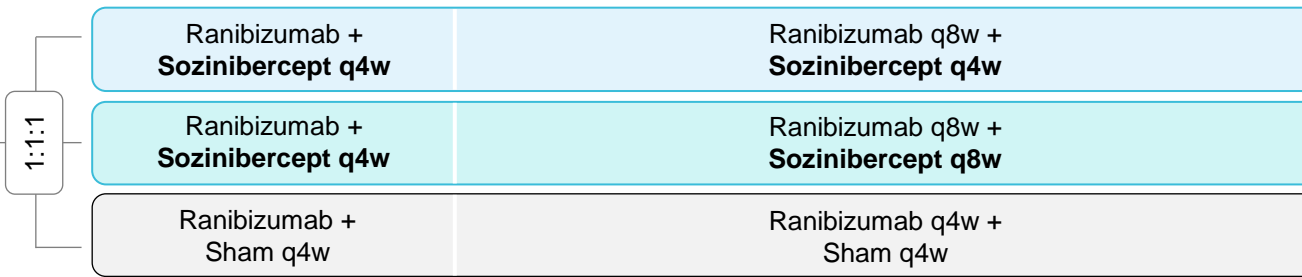 1:1:1
Ranibizumab +
Sozinibercept q4w
Ranibizumab q8w +
Sozinibercept q4w
Ranibizumab +
Sozinibercept q4w
Ranibizumab q8w +
Sozinibercept q8w
Ranibizumab +
Sham q4w
Ranibizumab q4w +
Sham q4w